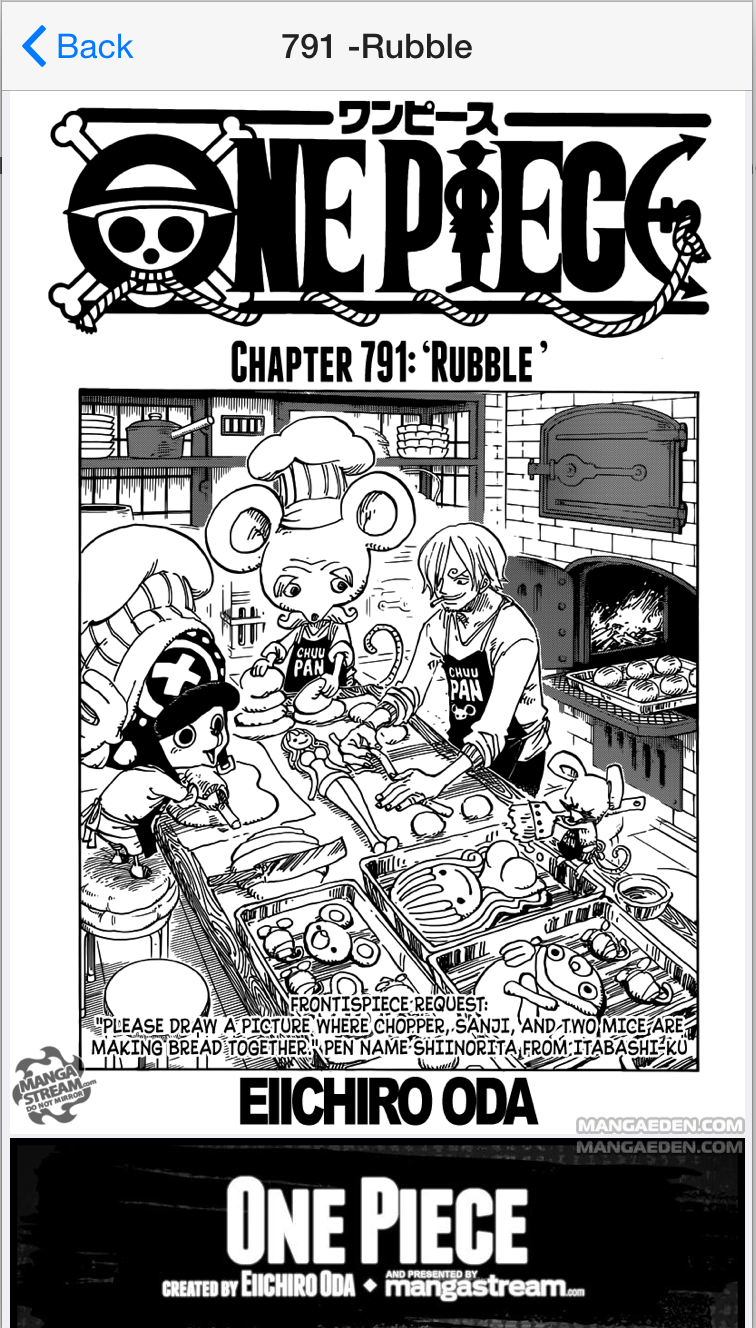 Back
791 -Rubble
ワンピース
ONE PIECE
CHAPTER 791: ‘RUBBLE’
CHUU
PAN
CHUU
PAN
FRONTISPIECE REQUEST:
"PLEASE DRAW A PICTURE WHERE CHOPPER, SANJI, AND TWO MICE ARE
MAKING BREAD TOGETHER." PEN NAME SHIINORITA FROM ITABASHI-KU
MANGA
STREAM.com
DO NOT MIRROR
EIICHIRO ODA
MANGAEDEN.COM
MANGAEDEN.COM
ONE PIECE
CREATED BY EIICHIRO ODA ◆ AND PRESENTED BY mangastream.com